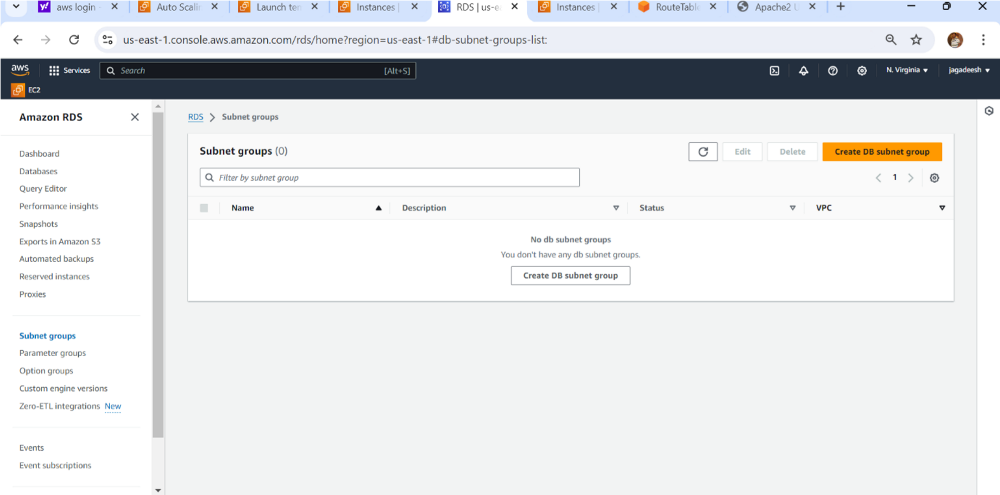 aws login
Auto Scalin
Launch ten
Instances |
RDS | us-ea
Instances |
RouteTable
Apache2 U
us-east-1.console.aws.amazon.com/rds/home?region=us-east-1#db-subnet-groups-list:
aws
Services
Search
[Alt+S]
N. Virginia
jagadeesh
EC2
Amazon RDS
Dashboard
Databases
Query Editor
Performance insights
Snapshots
Exports in Amazon S3
Automated backups
Reserved instances
Proxies
Subnet groups
Parameter groups
Option groups
Custom engine versions
Zero-ETL integrations New
Events
Event subscriptions
RDS > Subnet groups
Subnet groups (0)
Edit
Delete
Create DB subnet group
Filter by subnet group
1
Name
Description
Status
VPC
No db subnet groups
You don't have any db subnet groups.
Create DB subnet group